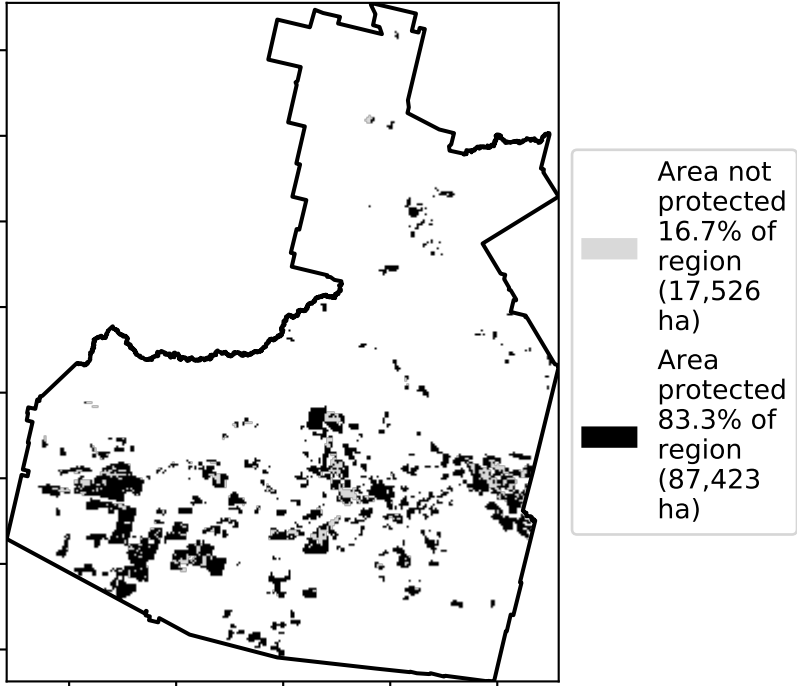 Area not
protected
16.7% of
region
(17,526
ha)
Area
protected
83.3% of
region
(87,423
ha)